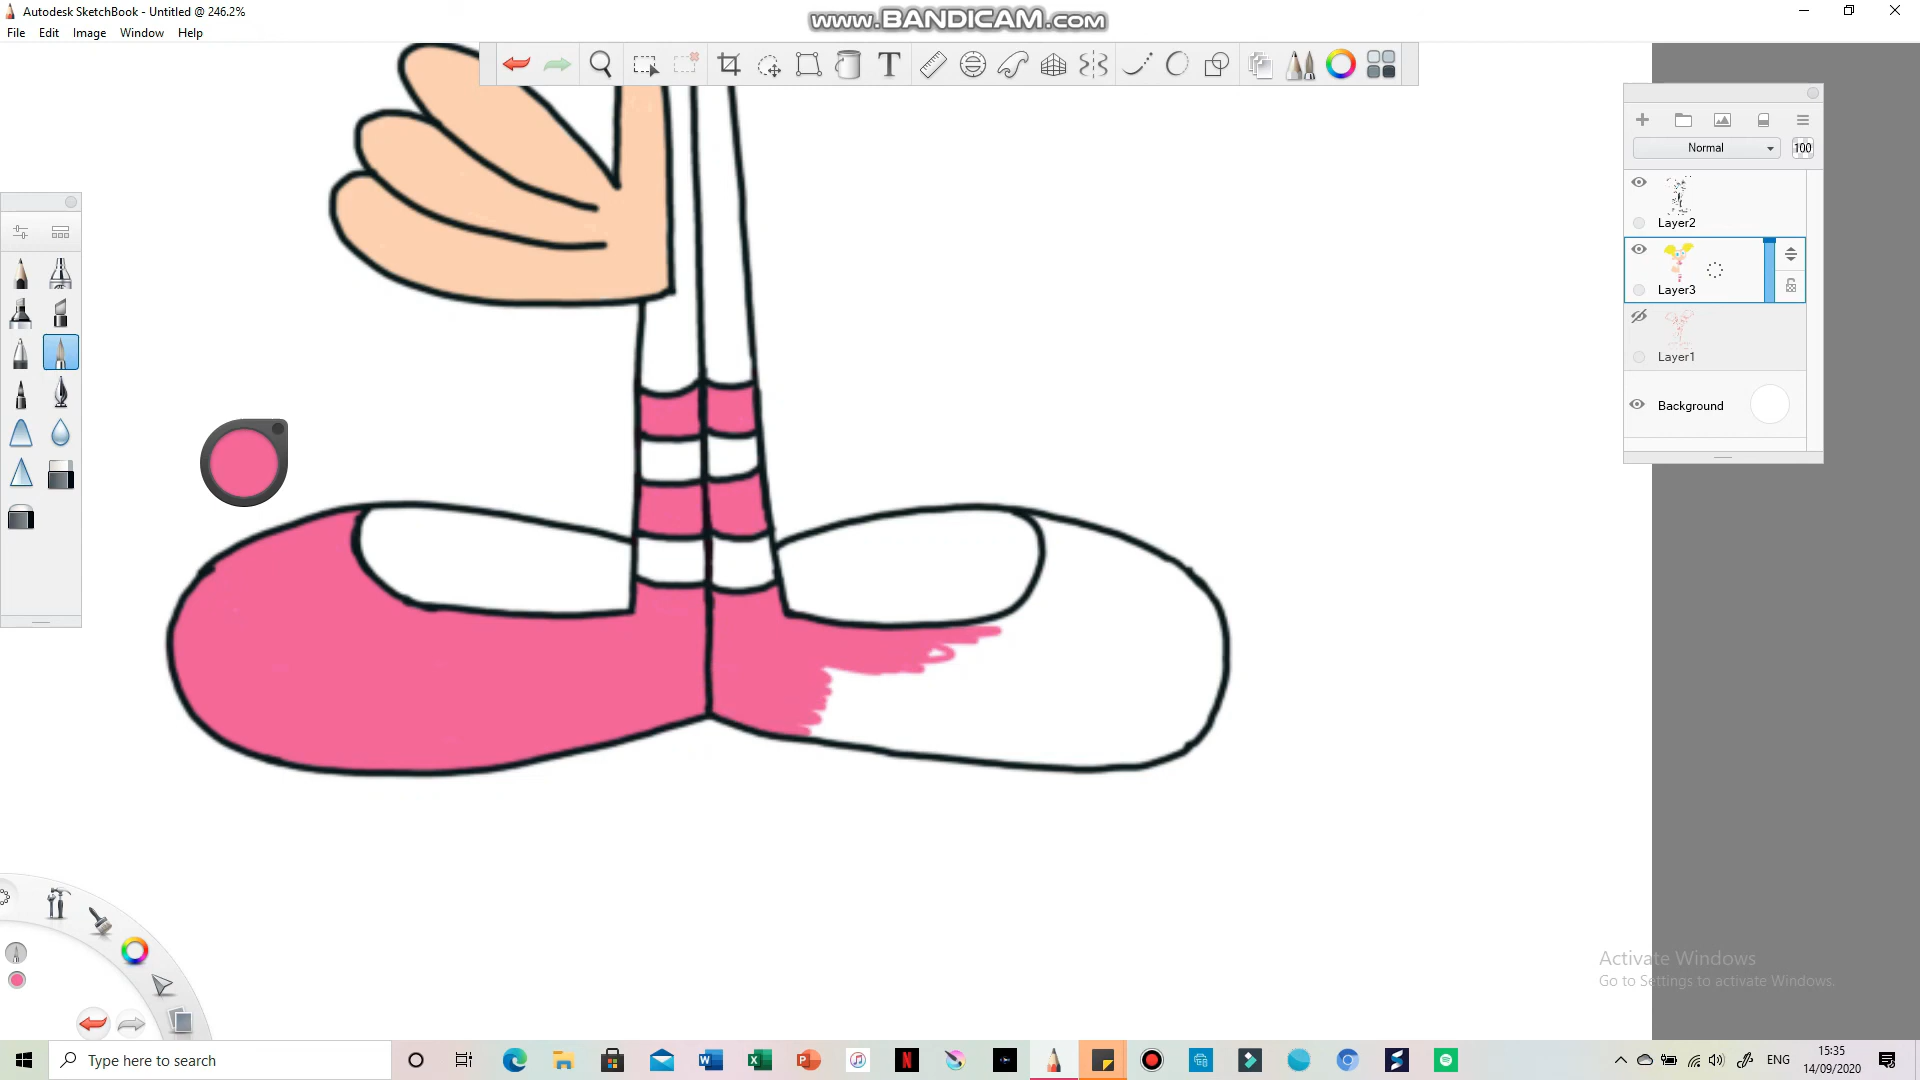 Autodesk SketchBook - Untitled @ 246.2%
www.BANDICAM.com
File Edit Image Window Help
Normal 100
Layer2
Layer3
Layer1
Background
Activate Windows
Go to Settings to activate Windows.
Type here to search
ENG
15:35
14/09/2020